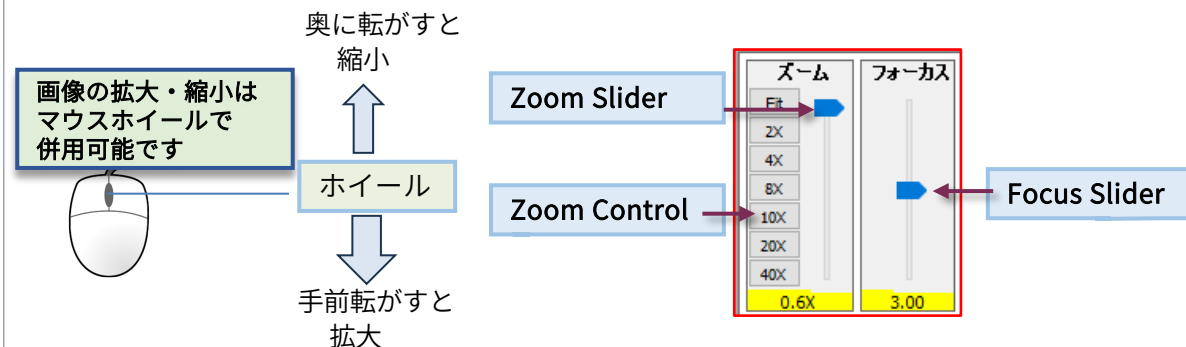 奥に転がすと
縮小
画像の拡大・縮小は
マウスホイールで
併用可能です
ホイール
手前転がすと
拡大
Zoom Slider
Zoom Control
ズーム
Fit
2X
4X
8X
10X
20X
40X
0.6X
フォーカス
3.00
Focus Slider